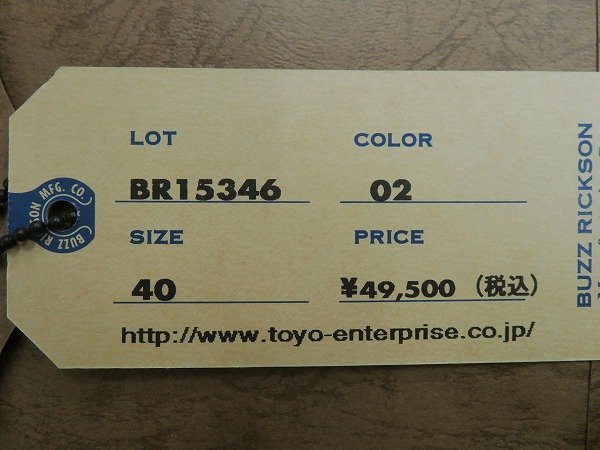 LOT COLOR
BR15346 02
SIZE PRICE
40 ¥49,500 (税込)
http://www.toyo-enterprise.co.jp/
BUZZ RICKSON
BUZZ RICKSON MFG. CO.